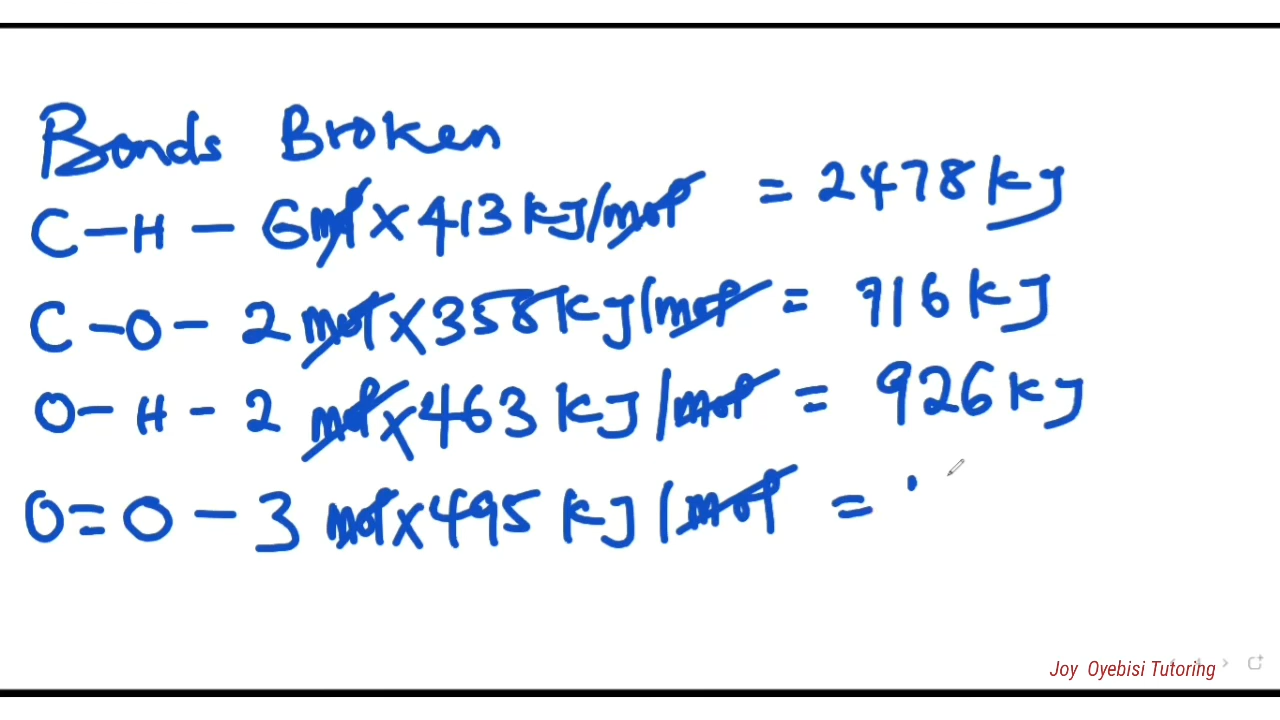 Bonds Broken
C-H - 6 mol x 413 kJ/mol = 2478 kJ
C-O - 2 mol x 358 kJ/mol = 716 kJ
O-H - 2 mol x 463 kJ/mol = 926 kJ
O=O - 3 mol x 495 kJ/mol =
Joy Oyebisi Tutoring